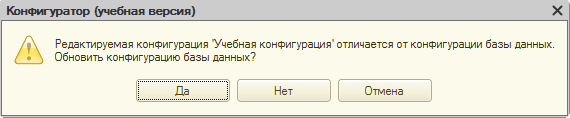 Конфигуратор (учебная версия)
Редактируемая конфигурация 'Учебная конфигурация' отличается от конфигурации базы данных.
Обновить конфигурацию базы данных?
Да Нет Отмена